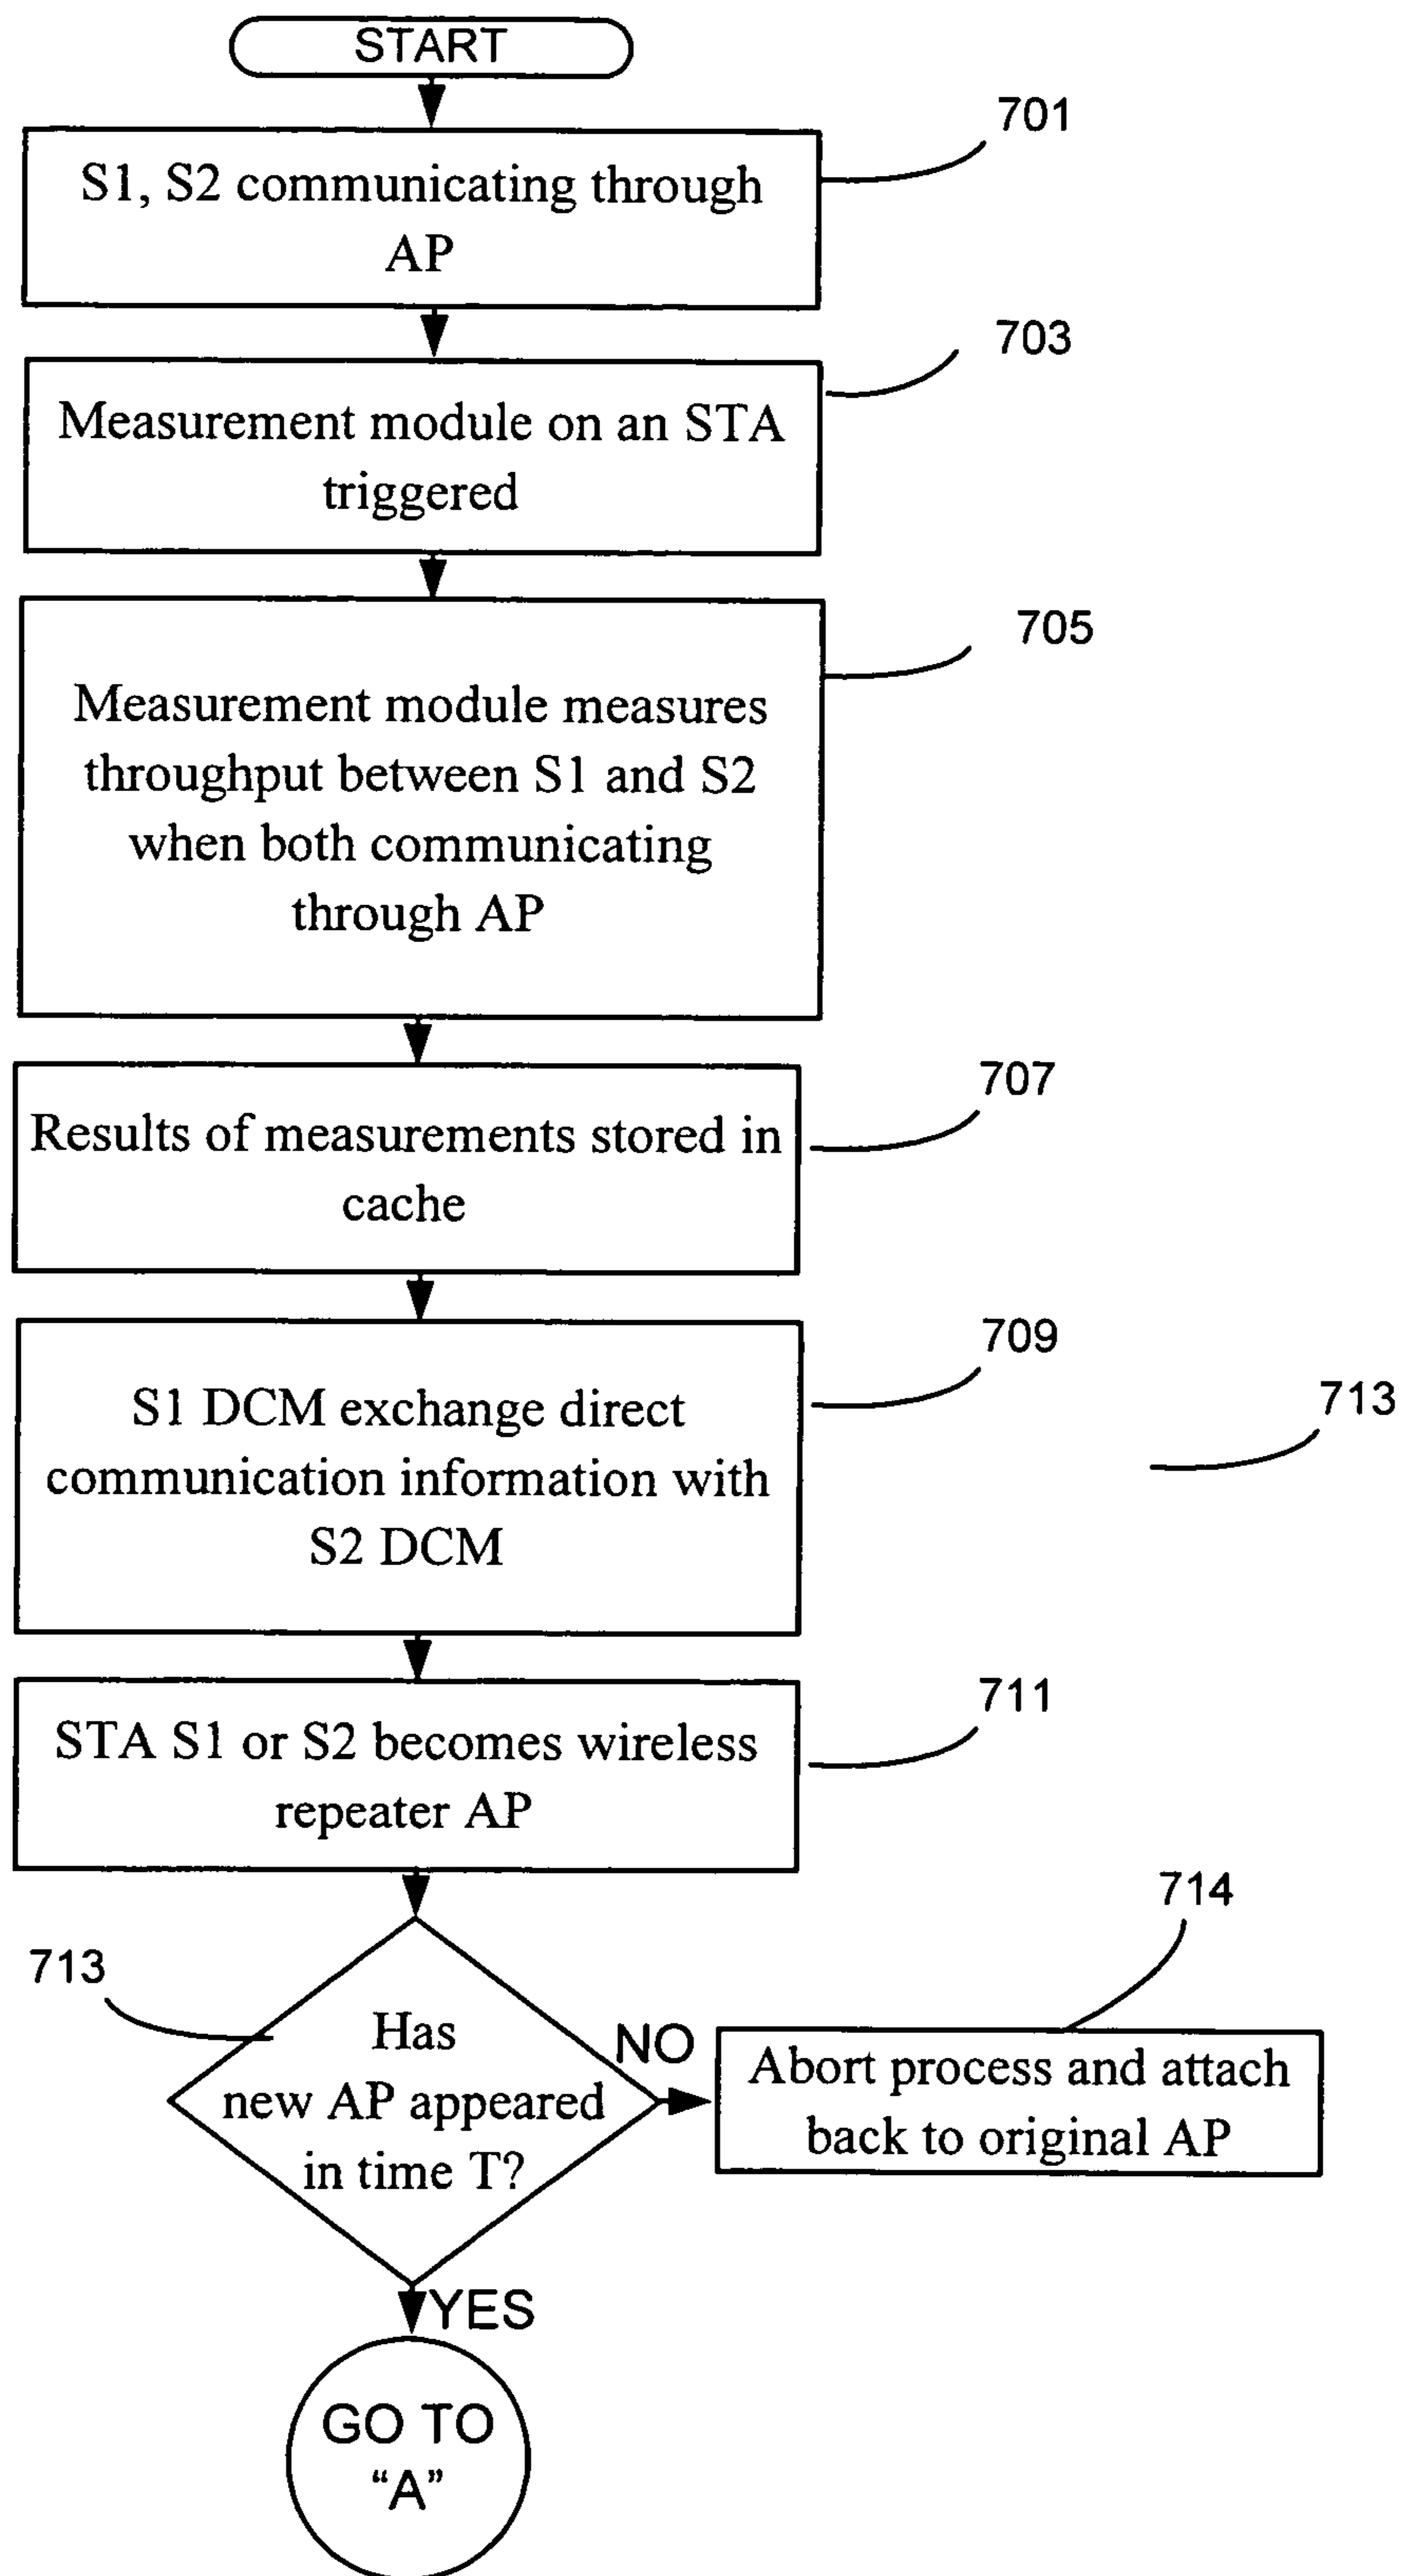 START
701
S1, S2 communicating through
AP
703
Measurement module on an STA
triggered
705
Measurement module measures
throughput between S1 and S2
when both communicating
through AP
707
Results of measurements stored in
cache
709
713
S1 DCM exchange direct
communication information with
S2 DCM
711
STA S1 or S2 becomes wireless
repeater AP
714
713
Has
new AP appeared
in time T?
NO
Abort process and attach
back to original AP
YES
GO TO
“A”